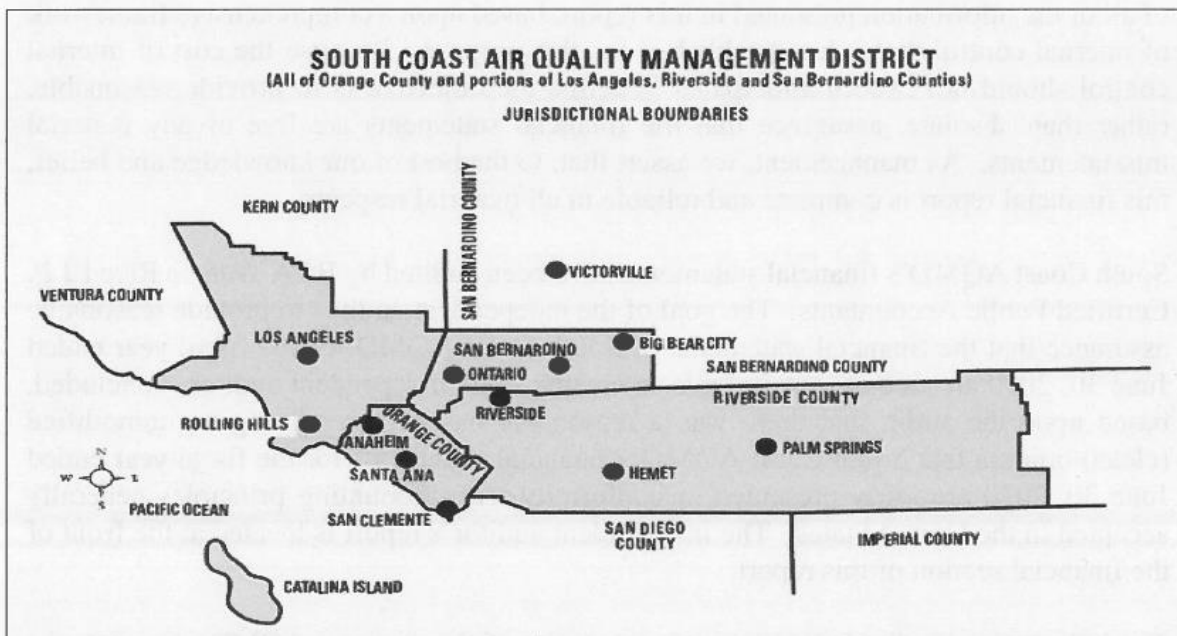 SOUTH COAST AIR QUALITY MANAGEMENT DISTRICT
(All of Orange County and portions of Los Angeles, Riverside and San Bernardino Counties)
JURISDICTIONAL BOUNDARIES
KERN COUNTY
SAN BERNARDINO COUNTY
VICTORVILLE
VENTURA COUNTY
LOS ANGELES
BIG BEAR CITY
SAN BERNARDINO
ONTARIO
SAN BERNARDINO COUNTY
RIVERSIDE COUNTY
RIVERSIDE
ORANGE COUNTY
ROLLING HILLS
ANAHEIM
PALM SPRINGS
SANTA ANA
HEMET
N
W
E
S
PACIFIC OCEAN
SAN CLEMENTE
SAN DIEGO
COUNTY
IMPERIAL COUNTY
CATALINA ISLAND